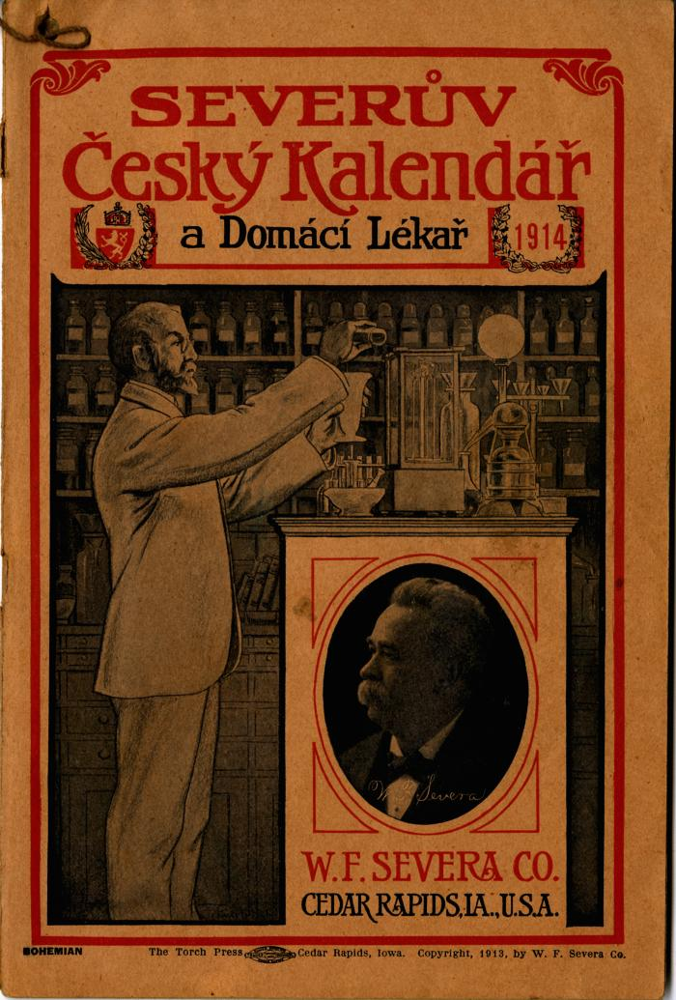 SEVERŮV
Český Kalendář
a Domácí Lékař
1914
W. F. Severa
W. F. SEVERA CO.
CEDAR RAPIDS, IA., U.S.A.
BOHEMIAN
The Torch Press Cedar Rapids, Iowa. Copyright, 1913, by W. F. Severa Co.